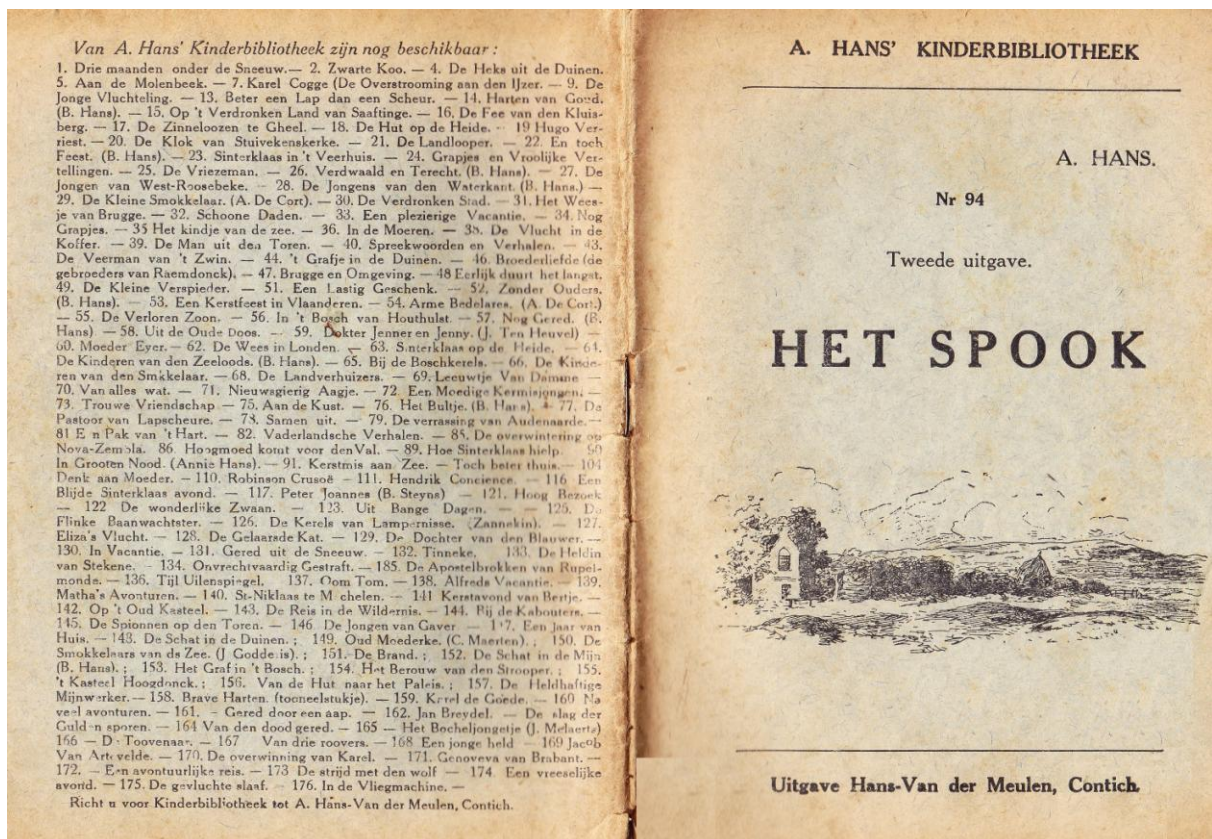 Van A. Hans' Kinderbibliotheek zijn nog beschikbaar :
1. Drie maanden onder de Sneeuw.— 2. Zwarte Koo. — 4. De Heks uit de Duinen.
5. Aan de Molenbeek. — 7. Karel Cogge (De Overstrooming aan den IJzer. — 9. De
Jonge Vluchteling. — 13. Beter een Lap dan een Scheur. — 14. Harten van Goud.
(B. Hans). — 15. Op 't Verdronken Land van Saaftinge. — 16. De Fee van den Kluis-
berg. — 17. De Zinneloozen te Gheel. — 18. De Hut op de Heide. — 19 Hugo Ver-
riest. — 20. De Klok van Stuivekenskerke. — 21. De Landlooper. — 22. En toch
Feest. (B. Hans). — 23. Sinterklaas in 't Veerhuis. — 24. Grapjes en Vroolijke Ver-
tellingen. — 25. De Vriezeman. — 26. Verdwaald en Terecht. (B. Hans). — 27. De
Jongen van West-Roosebeke. — 28. De Jongens van den Waterkant. (B. Hans.) —
29. De Kleine Smokkelaar. (A. De Cort). — 30. De Verdronken Stad. — 31. Het Wees-
je van Brugge. — 32. Schoone Daden. — 33. Een plezierige Vacantie. — 34. Nog
Grapjes. — 35 Het kindje van de zee. — 36. In de Moeren. — 38. De Vlucht in de
Koffer. — 39. De Man uit den Toren. — 40. Spreekwoorden en Verhalen. — 43.
De Veerman van 't Zwin. — 44. 't Grafje in de Duinen. — 46. Broederliefde (de
gebroeders van Raemdonck). — 47. Brugge en Omgeving. — 48 Eerlijk duurt het langst.
49. De Kleine Verspieder. — 51. Een Lastig Geschenk. — 52. Zonder Ouders.
(B. Hans). — 53. Een Kerstfeest in Vlaanderen. — 54. Arme Bedelares. (A. De Cort.)
— 55. De Verloren Zoon. — 56. In 't Bosch van Houthulst. — 57. Nog Gered. (B.
Hans) — 58. Uit de Oude Doos. — 59. Dokter Jenner en Jenny. (J. Ten Heuvel) —
60. Moeder Eyer. — 62. De Wees in Londen. — 63. Sinterklaas op de Heide. — 64.
De Kinderen van den Zeeloods. (B. Hans). — 65. Bij de Boschkerels. — 66. De Kinde-
ren van den Smkkelaar. — 68. De Landverhuizers. — 69. Leeuwtje Van Damme —
70. Van alles wat. — 71. Nieuwsgierig Aagje. — 72 Een Moedige Kermisjongen. —
73. Trouwe Vriendschap — 75. Aan de Kust. — 76. Het Bultje. (B. Hans). — 77. De
Pastoor van Lapscheure. — 78. Samen uit. — 79. De verrassing van Audenaarde. —
81 E n Pak van 't Hart. — 82. Vaderlandsche Verhalen. — 85. De overwintering op
Nova-Zembla. 86. Hoogmoed komt voor den Val. — 89. Hoe Sinterklaas hielp. 90
In Grooten Nood. (Annie Hans). — 91. Kerstmis aan Zee. — Toch beter thuis. — 104
Denk aan Moeder. — 110. Robinson Crusoë — 111. Hendrik Concience. — 116 Een
Blijde Sinterklaas avond. — 117. Peter Joannes (B. Steyns) — 121. Hoog Bezoek
— 122 De wonderlijke Zwaan. — 123. Uit Bange Dagen. — 125. De
Flinke Baanwachtster. — 126. De Kerels van Lampernisse. (Zannekin). — 127.
Eliza's Vlucht. — 128. De Gelaarsde Kat. — 129. De Dochter van den Blauwer. —
130. In Vacantie. — 131. Gered uit de Sneeuw. — 132. Tinneke. 133. De Heldin
van Stekene. — 134. Onrechtvaardig Gestraft. — 185. De Apostelbrokken van Rupel-
monde. — 136. Tijl Uilenspiegel. 137. Oom Tom. — 138. Alfreds Vacantie. — 139.
Matha's Avonturen. — 140. St-Niklaas te M chelen. — 141 Kerstavond van Bertje. —
142. Op 't Oud Kasteel. — 143. De Reis in de Wildernis. — 144. Bij de Kabouters. —
145. De Spionnen op den Toren. — 146. De Jongen van Gaver — 147. Een Jaar van
Huis. — 148. De Schat in de Duinen. ; 149. Oud Moederke. (C. Maerten). ; 150. De
Smokkelaars van de Zee. (J Godderis). ; 151. De Brand. ; 152. De Schat in de Mijn
(B. Hans). ; 153. Het Graf in 't Bosch. ; 154. Het Berouw van den Strooper. ; 155.
't Kasteel Hoogdonck. ; 156. Van de Hut naar het Paleis. ; 157. De Heldhaftige
Mijnwerker. — 158. Brave Harten. (tooneelstukje). — 159. Karel de Goede. — 160 Na
veel avonturen. — 161. - Gered door een aap. — 162. Jan Breydel. — De slag der
Gulden sporen. — 164 Van den dood gered. — 165 — Het Bocheljongetje (J. Melaerts)
166 — De Toovenaar. — 167 Van drie roovers. — 168 Een jonge held — 169 Jacob
Van Artevelde. — 170. De overwinning van Karel. — 171. Genoveva van Brabant. —
172. — Een avontuurlijke reis. — 173 De strijd met den wolf — 174. Een vreeselijke
avond. — 175. De gevluchte slaaf. — 176. In de Vliegmachine. —
Richt u voor Kinderbibliotheek tot A. Hans-Van der Meulen, Contich.
A. HANS' KINDERBIBLIOTHEEK
A. HANS.
Nr 94
Tweede uitgave.
HET SPOOK
Uitgave Hans-Van der Meulen, Contich.